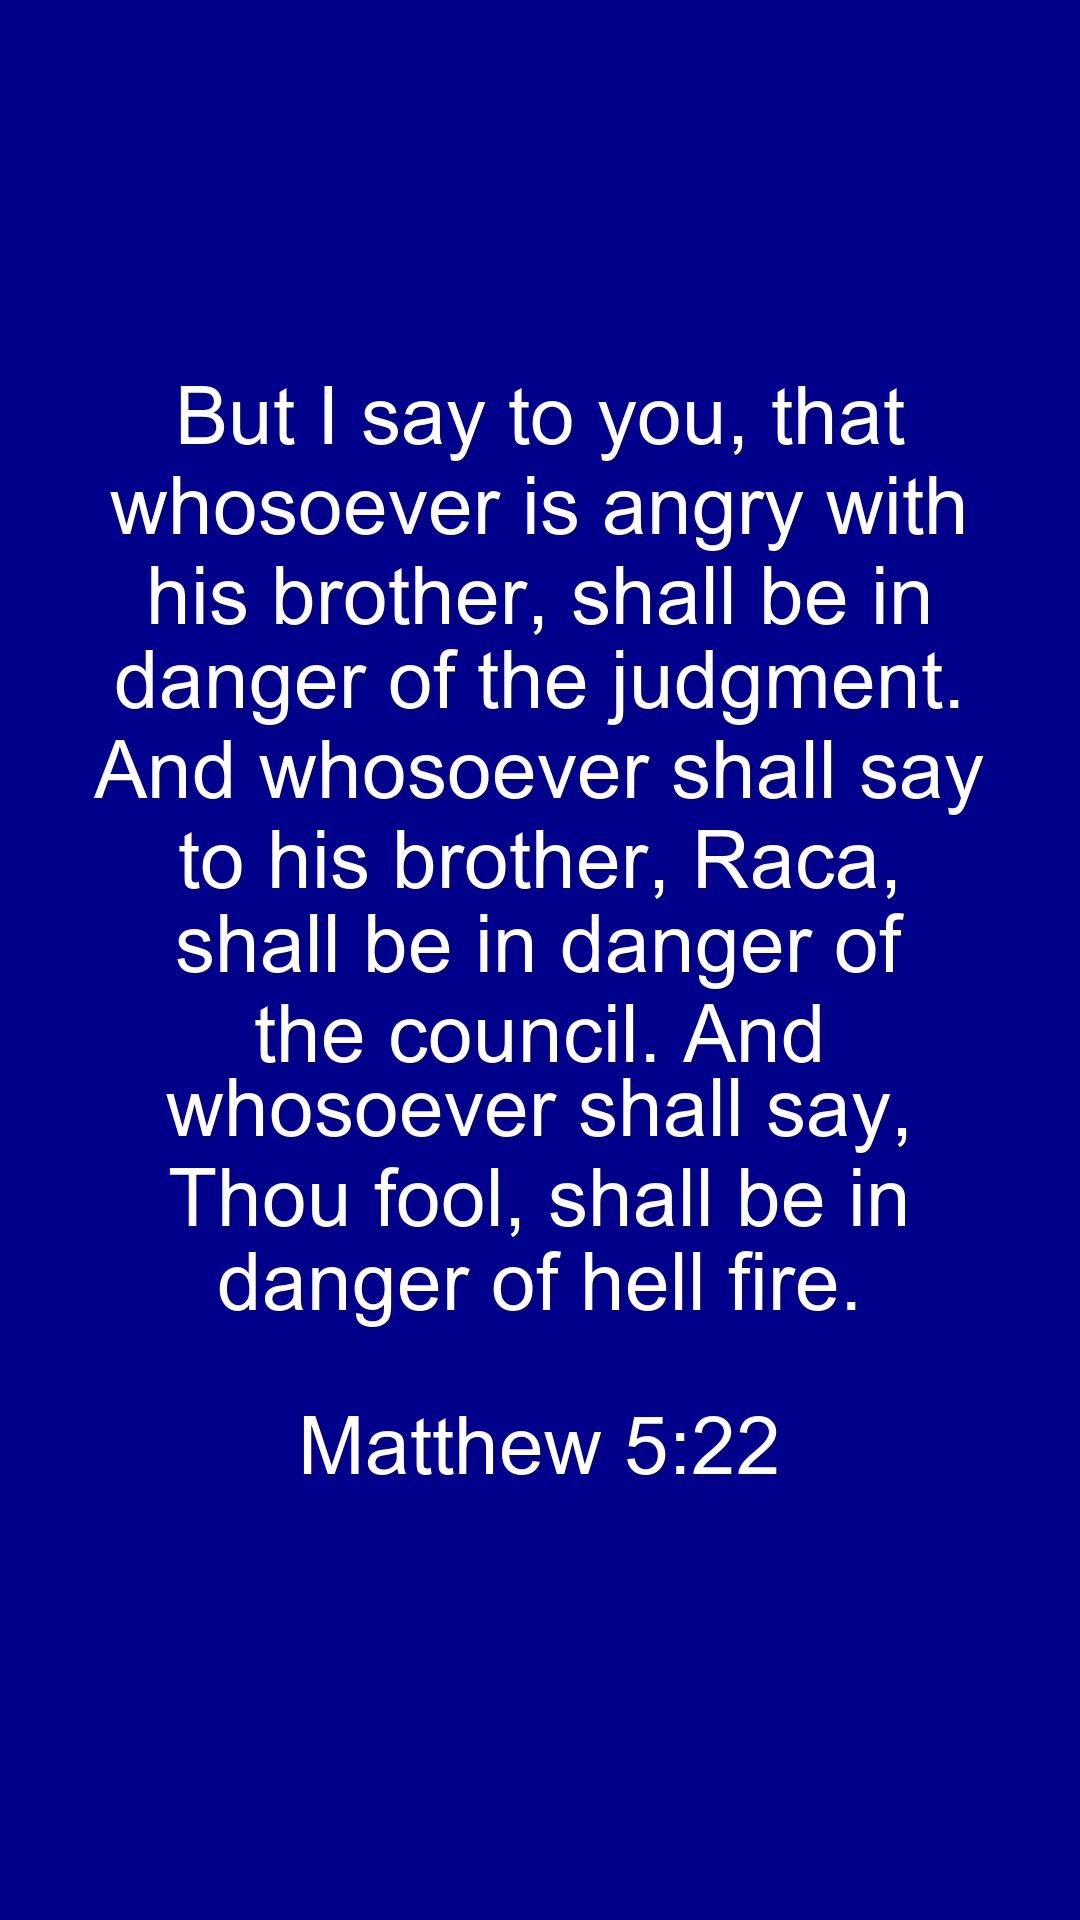 But I say to you, that
whosoever is angry with
his brother, shall be in
danger of the judgment.
And whosoever shall say
to his brother, Raca,
shall be in danger of
the council. And
whosoever shall say,
Thou fool, shall be in
danger of hell fire.
Matthew 5:22